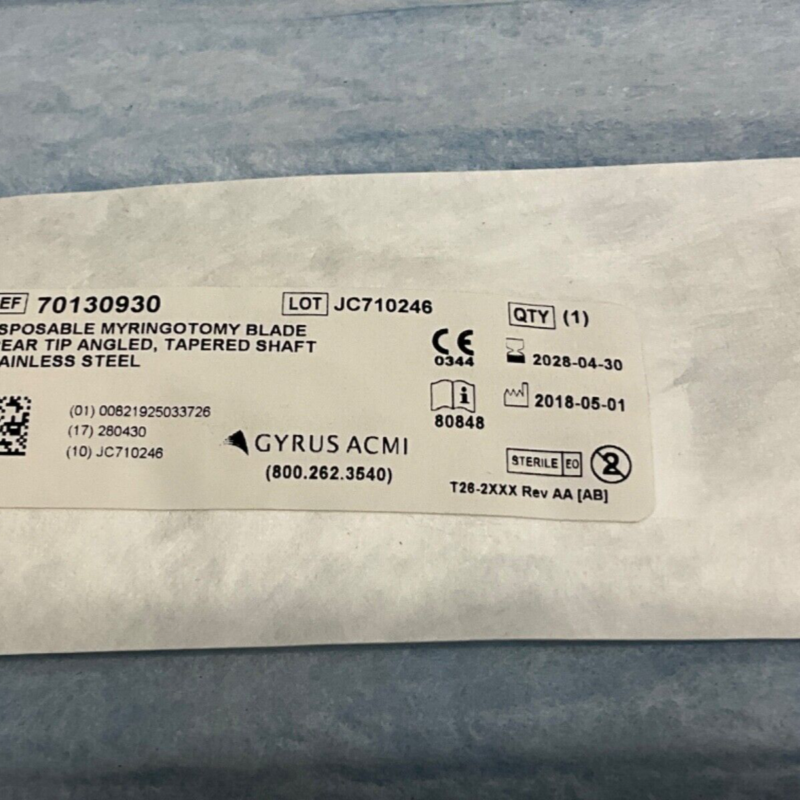 EF 70130930
LOT JC710246
QTY (1)
SPOSABLE MYRINGOTOMY BLADE
EAR TIP ANGLED, TAPERED SHAFT
AINLESS STEEL
CE
0344
2028-04-30
80848
2018-05-01
(01) 00821925033726
(17) 280430
(10) JC710246
GYRUS ACMI
(800.262.3540)
STERILE EO
2
T26-2XXX Rev AA [AB]